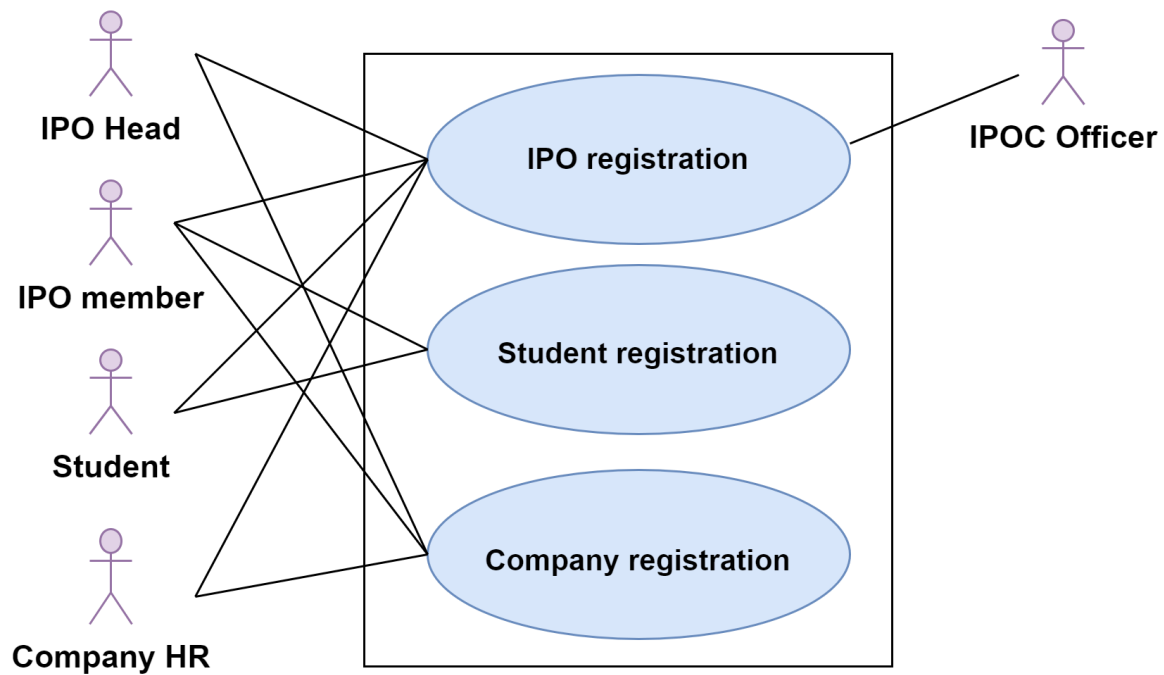 IPO Head
IPO member
Student
Company HR
IPO registration
Student registration
Company registration
IPOC Officer